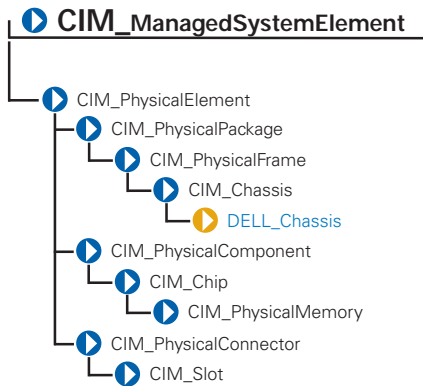 CIM_ManagedSystemElement
CIM_PhysicalElement
CIM_PhysicalPackage
CIM_PhysicalFrame
CIM_Chassis
DELL_Chassis
CIM_PhysicalComponent
CIM_Chip
CIM_PhysicalMemory
CIM_PhysicalConnector
CIM_Slot